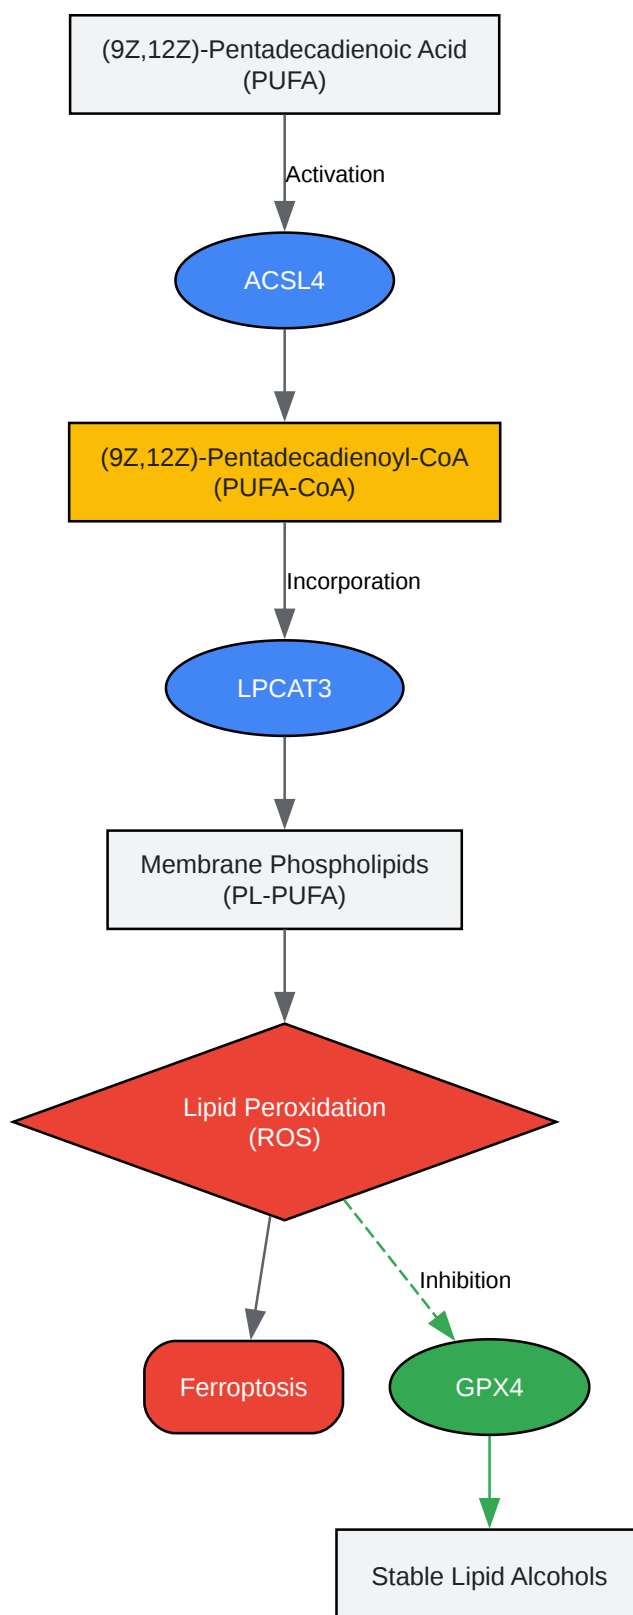 (9Z,12Z)-Pentadecadienoic Acid
(PUFA)
Activation
ACSL4
(9Z,12Z)-Pentadecadienoyl-CoA
(PUFA-CoA)
Incorporation
LPCAT3
Membrane Phospholipids
(PL-PUFA)
Lipid Peroxidation
(ROS)
Inhibition
Ferroptosis
GPX4
Stable Lipid Alcohols